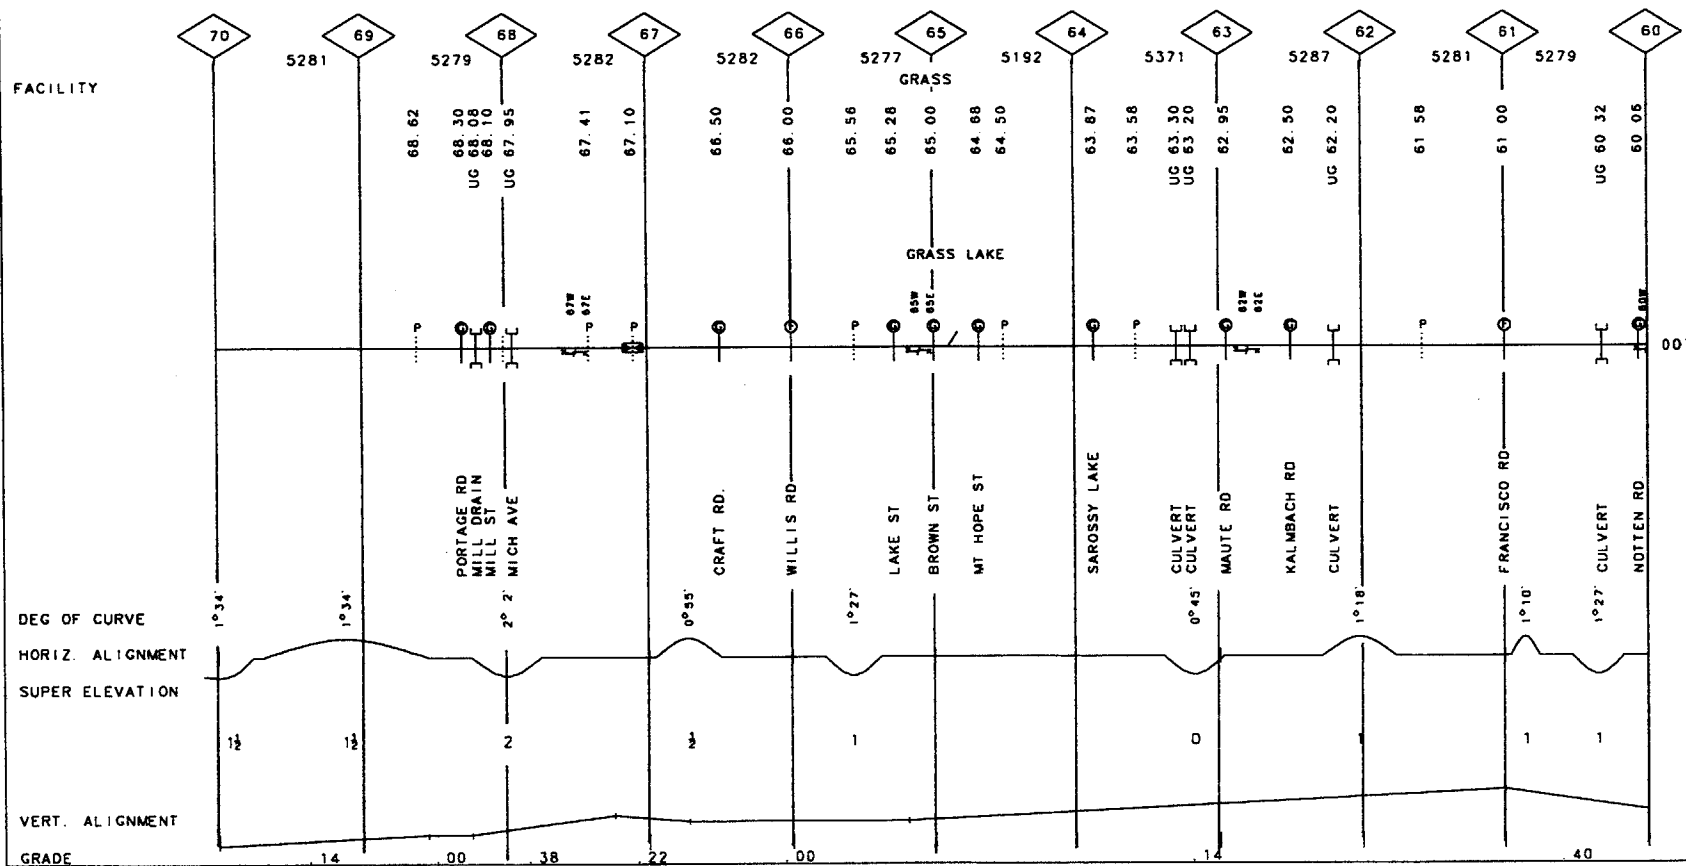 70 69 68 67 66 65 64 63 62 61 60
5281 5279 5282 5282 5277 5192 5371 5287 5281 5279
GRASS
FACILITY
68.62
68.30
UG 68.08
68.10
UG 67.95
67.41
67.10
66.50
66.00
65.56
65.28
65.00
64.68
64.50
63.87
63.58
UG 63.30
UG 63.20
62.95
62.50
UG 62.20
61 58
61 00
UG 60 32
60 06
GRASS LAKE
67W
67E
65W
65E
62W
62E
60W
P G G P P G F P G G G P G P G G P F G
00
PORTAGE RD
MILL DRAIN
MILL ST
MICH AVE
CRAFT RD.
WILLIS RD
LAKE ST
BROWN ST
MT HOPE ST
SAROSSY LAKE
CULVERT
CULVERT
MAUTE RD
KALMBACH RD
CULVERT
FRANCISCO RD
CULVERT
NOTTEN RD
DEG OF CURVE
1°34' 1°34' 2° 2' 0°55' 1°27' 0°45' 1°18' 1°10' 1°27'
HORIZ. ALIGNMENT
SUPER ELEVATION
1½ 1½ 2 ½ 1 0 1 1 1
VERT. ALIGNMENT
GRADE .14 .00 .38 .22 .00 .14 .40